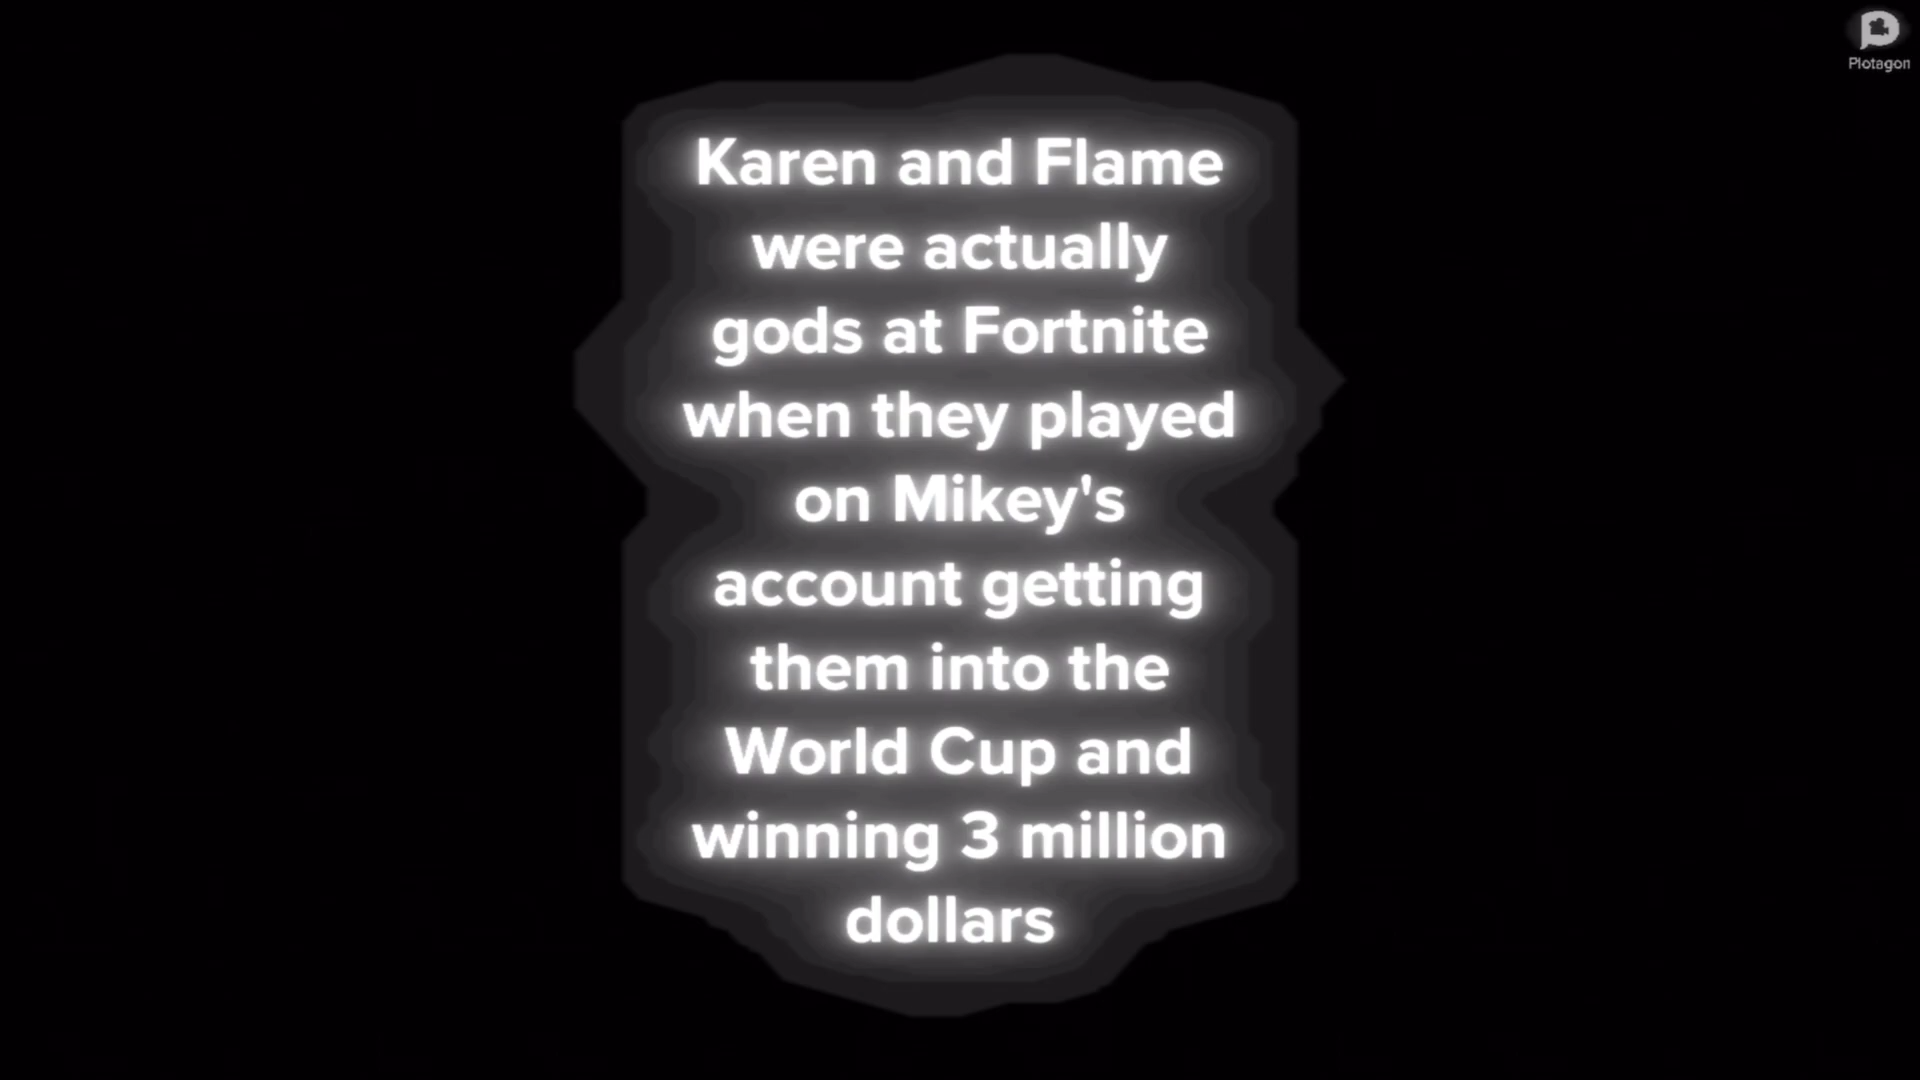 Plotagon
Karen and Flame
were actually
gods at Fortnite
when they played
on Mikey's
account getting
them into the
World Cup and
winning 3 million
dollars